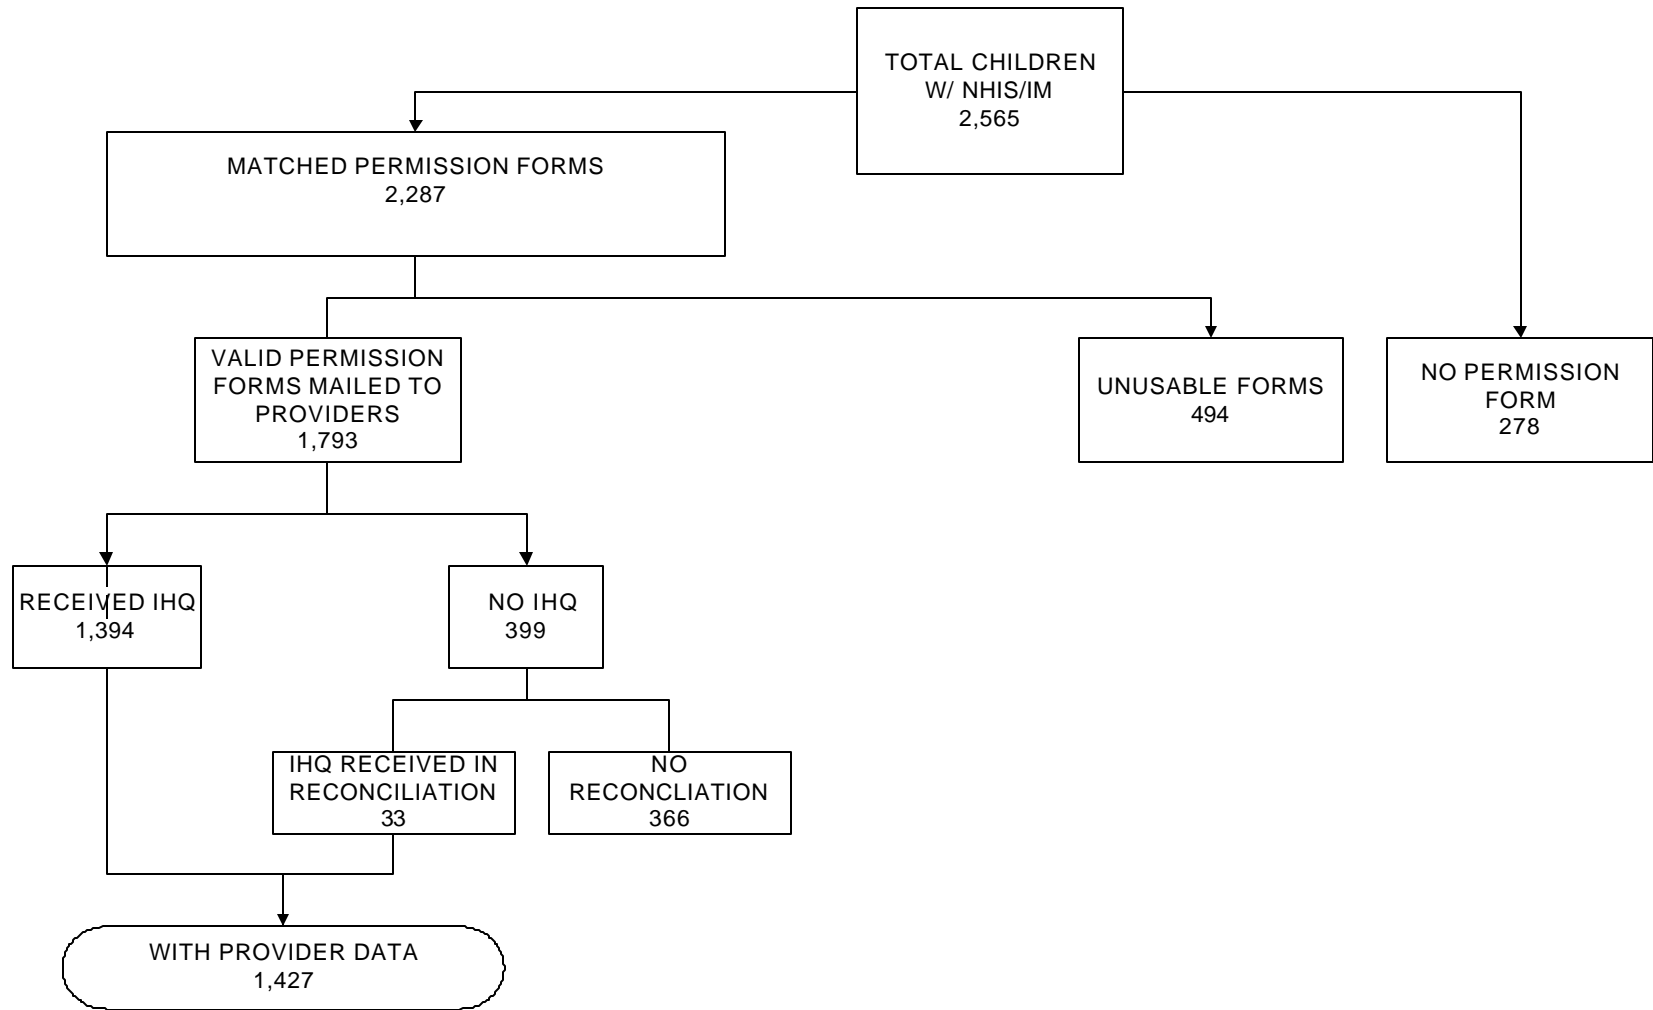 TOTAL CHILDREN
W/ NHIS/IM
2,565
MATCHED PERMISSION FORMS
2,287
VALID PERMISSION
FORMS MAILED TO
PROVIDERS
1,793
UNUSABLE FORMS
494
NO PERMISSION
FORM
278
RECEIVED IHQ
1,394
NO IHQ
399
IHQ RECEIVED IN
RECONCILIATION
33
NO
RECONCLIATION
366
WITH PROVIDER DATA
1,427